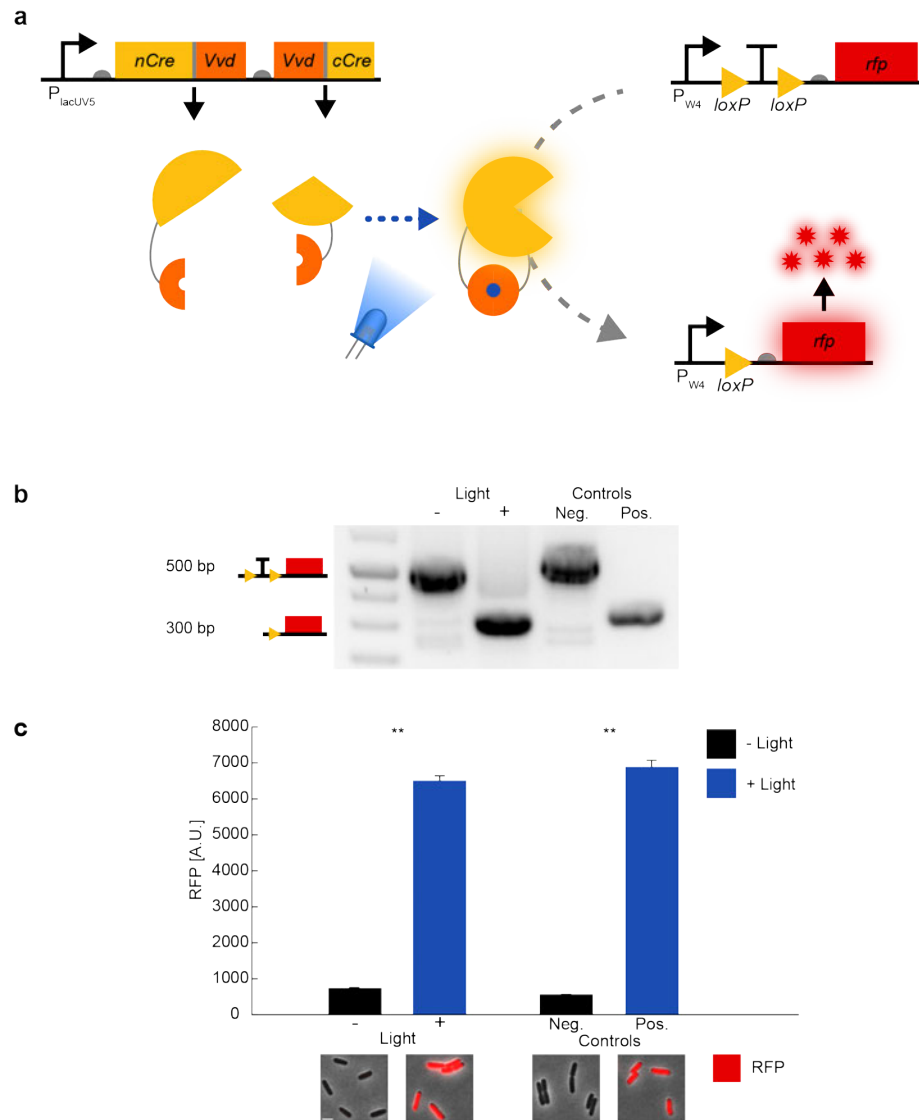 a
nCre Vvd Vvd cCre
PlacUV5
rfp
PW4 loxP loxP
rfp
PW4 loxP
b
Light Controls
- + Neg. Pos.
500 bp
300 bp
c
8000
7000
6000
5000
4000
3000
2000
1000
0
RFP [A.U.]
** **
- Light
+ Light
- + Neg. Pos.
Light Controls
RFP